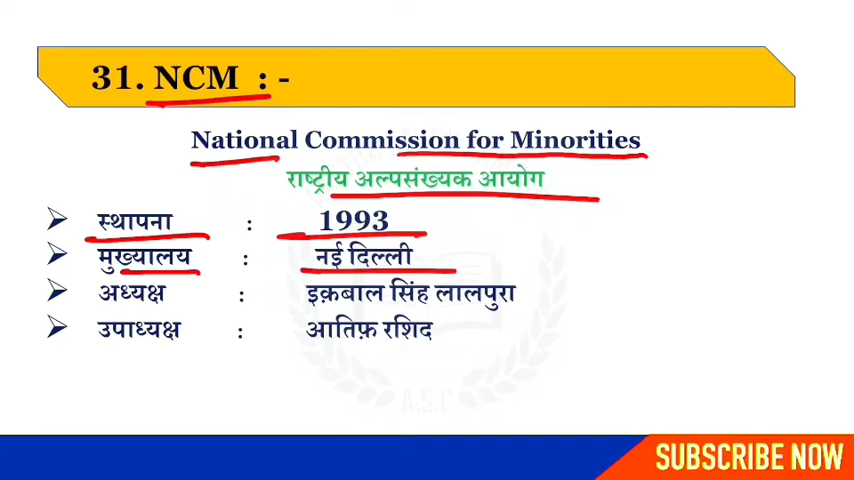 31. NCM : -
National Commission for Minorities
राष्ट्रीय अल्पसंख्यक आयोग
➢ स्थापना : 1993
➢ मुख्यालय : नई दिल्ली
➢ अध्यक्ष : इक़बाल सिंह लालपुरा
➢ उपाध्यक्ष : आतिफ़ रशिद
A.S.C
SUBSCRIBE NOW